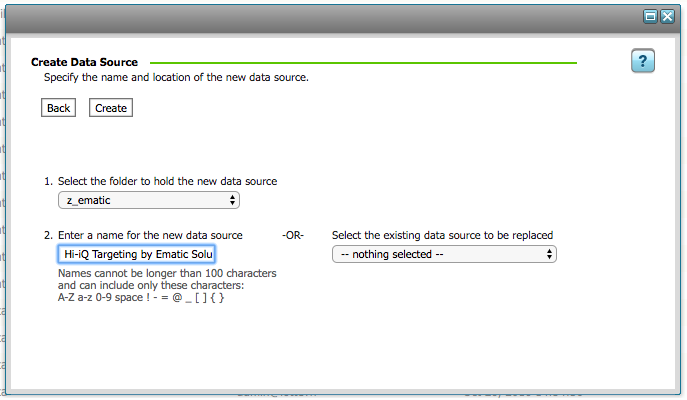 Create Data Source
?
Specify the name and location of the new data source.
Back Create
1. Select the folder to hold the new data source
z_ematic
2. Enter a name for the new data source -OR- Select the existing data source to be replaced
Hi-iQ Targeting by Ematic Solu -- nothing selected --
Names cannot be longer than 100 characters
and can include only these characters:
A-Z a-z 0-9 space ! - = @ _ [ ] { }